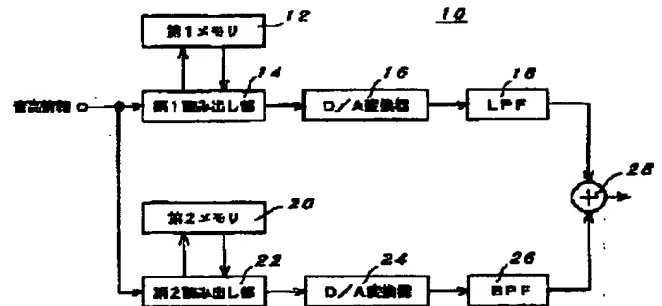 第1メモリ
12
10
音高情報
第1読み出し部
14
D/A変換器
16
LPF
18
28
第2メモリ
20
第2読み出し部
22
D/A変換器
24
BPF
26